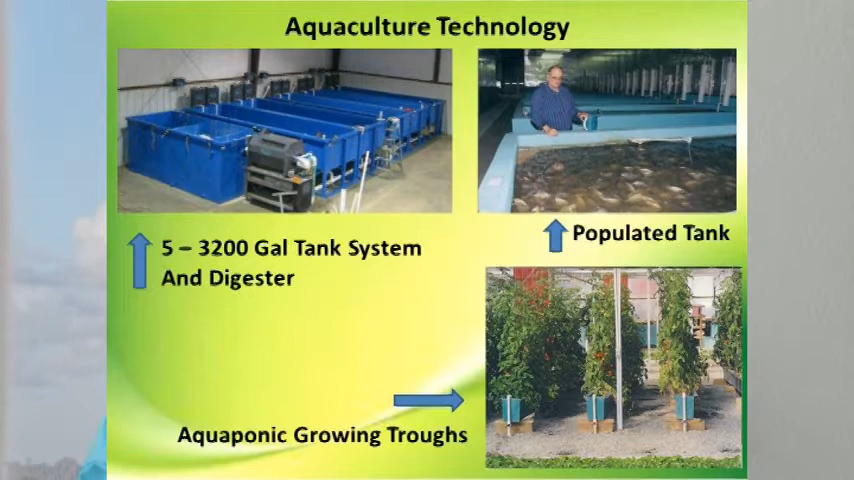 Aquaculture Technology
5 – 3200 Gal Tank System
And Digester
Populated Tank
Aquaponic Growing Troughs